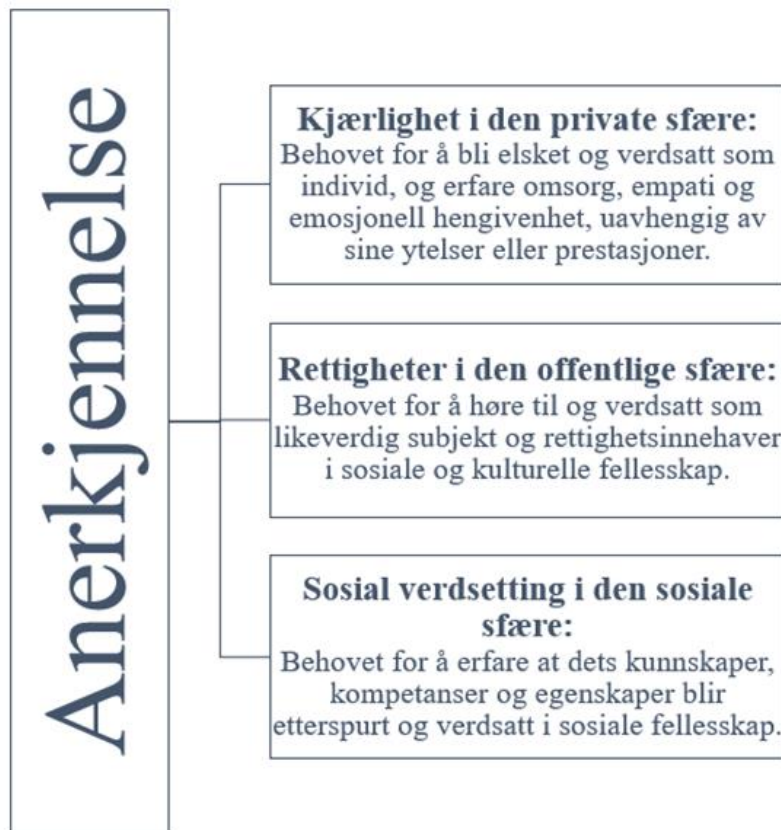 Anerkjennelse
Kjærlighet i den private sfære:
Behovet for å bli elsket og verdsatt som
individ, og erfare omsorg, empati og
emosjonell hengivenhet, uavhengig av
sine ytelser eller prestasjoner.
Rettigheter i den offentlige sfære:
Behovet for å høre til og verdsatt som
likeverdig subjekt og rettighetsinnehaver
i sosiale og kulturelle fellesskap.
Sosial verdsetting i den sosiale
sfære:
Behovet for å erfare at dets kunnskaper,
kompetanser og egenskaper blir
etterspurt og verdsatt i sosiale fellesskap.